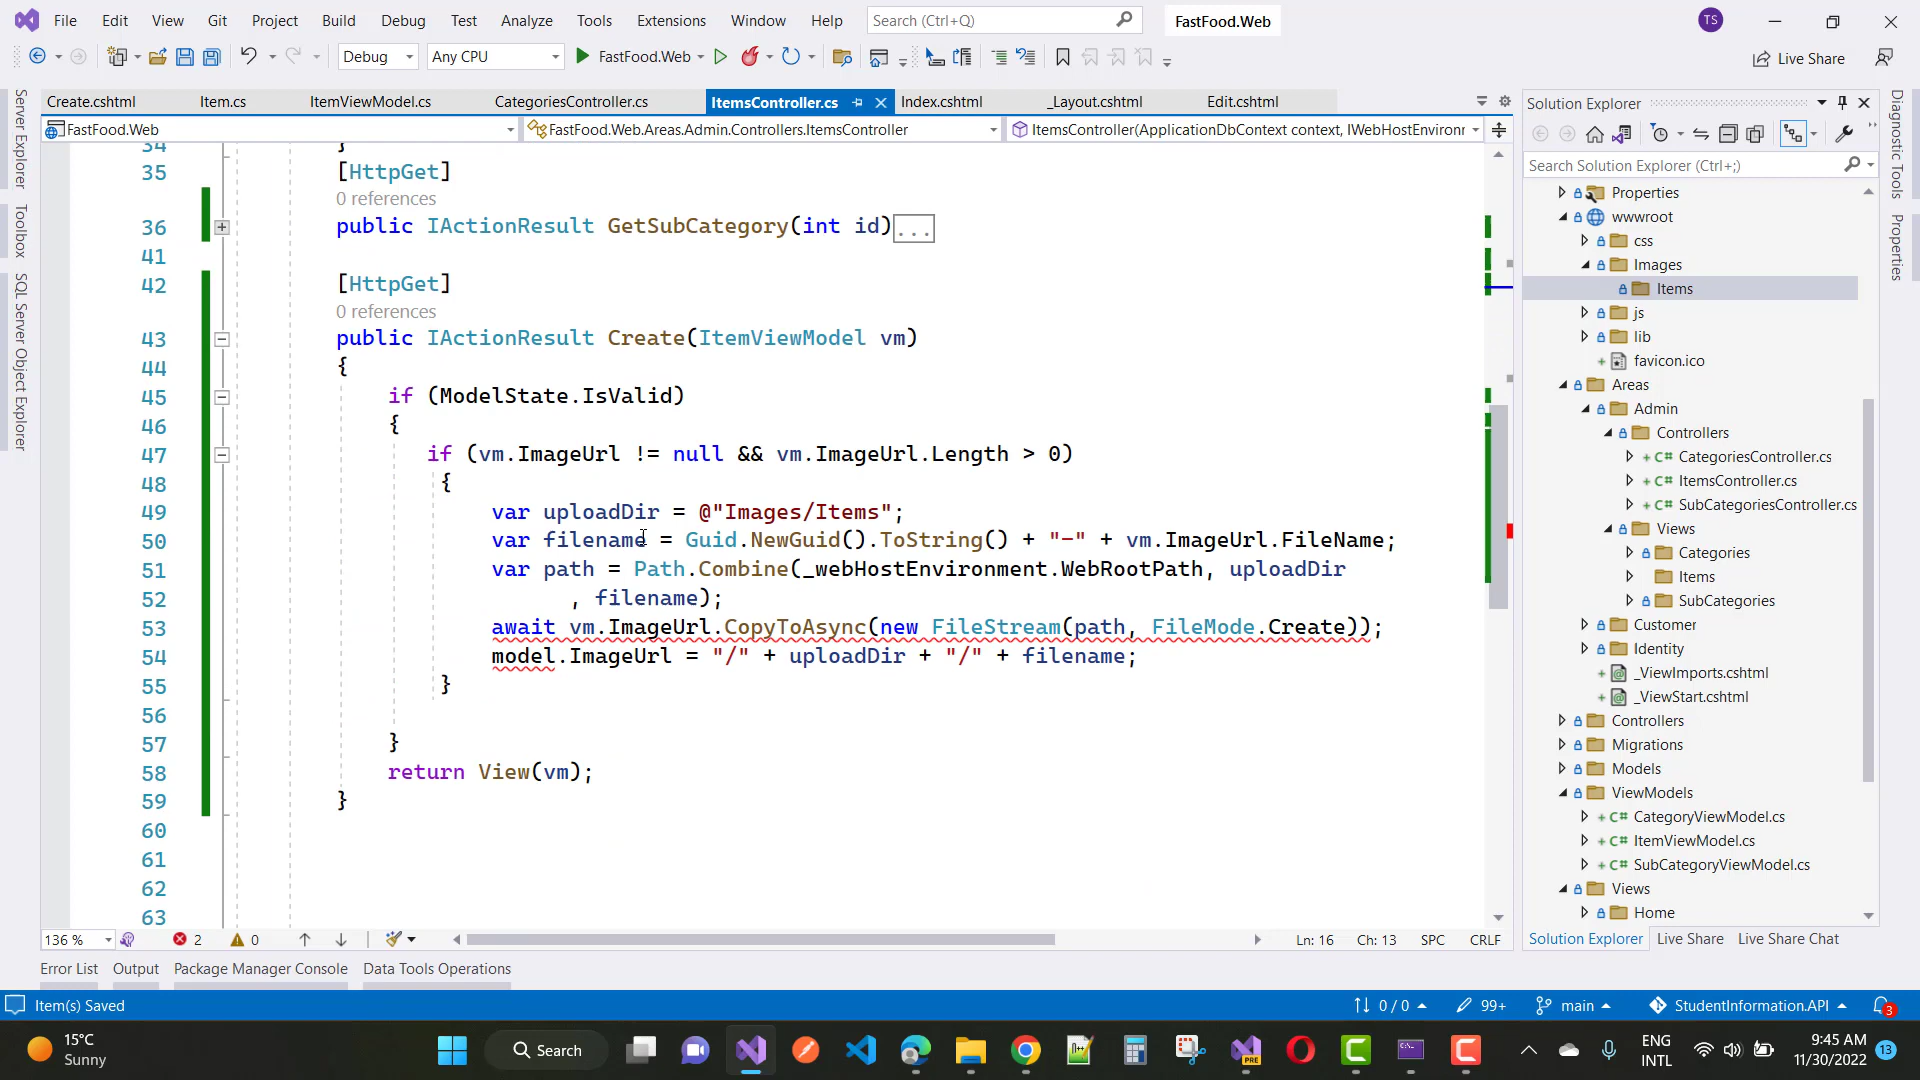 File Edit View Git Project Build Debug Test Analyze Tools Extensions Window Help Search (Ctrl+Q) FastFood.Web TS
Debug Any CPU FastFood.Web Live Share
Create.cshtml Item.cs ItemViewModel.cs CategoriesController.cs ItemsController.cs Index.cshtml _Layout.cshtml Edit.cshtml
FastFood.Web FastFood.Web.Areas.Admin.Controllers.ItemsController ItemsController(ApplicationDbContext context, IWebHostEnvironr
34 }
35 [HttpGet]
0 references
36 public IActionResult GetSubCategory(int id)...
41
42 [HttpGet]
0 references
43 public IActionResult Create(ItemViewModel vm)
44 {
45 if (ModelState.IsValid)
46 {
47 if (vm.ImageUrl != null && vm.ImageUrl.Length > 0)
48 {
49 var uploadDir = @"Images/Items";
50 var filename = Guid.NewGuid().ToString() + "-" + vm.ImageUrl.FileName;
51 var path = Path.Combine(_webHostEnvironment.WebRootPath, uploadDir
52 , filename);
53 await vm.ImageUrl.CopyToAsync(new FileStream(path, FileMode.Create));
54 model.ImageUrl = "/" + uploadDir + "/" + filename;
55 }
56
57 }
58 return View(vm);
59 }
60
61
62
63
136 % 2 0 Ln: 16 Ch: 13 SPC CRLF
Server Explorer
Toolbox
SQL Server Object Explorer
Solution Explorer
Search Solution Explorer (Ctrl+;)
Properties
wwwroot
css
Images
Items
js
lib
favicon.ico
Areas
Admin
Controllers
C# CategoriesController.cs
C# ItemsController.cs
C# SubCategoriesController.cs
Views
Categories
Items
SubCategories
Customer
Identity
_ViewImports.cshtml
_ViewStart.cshtml
Controllers
Migrations
Models
ViewModels
C# CategoryViewModel.cs
C# ItemViewModel.cs
C# SubCategoryViewModel.cs
Views
Home
Solution Explorer Live Share Live Share Chat
Diagnostic Tools
Properties
Error List Output Package Manager Console Data Tools Operations
Item(s) Saved 0 / 0 99+ main StudentInformation.API 3
15°C
Sunny
Search
PRE
ENG
INTL
9:45 AM
11/30/2022
13